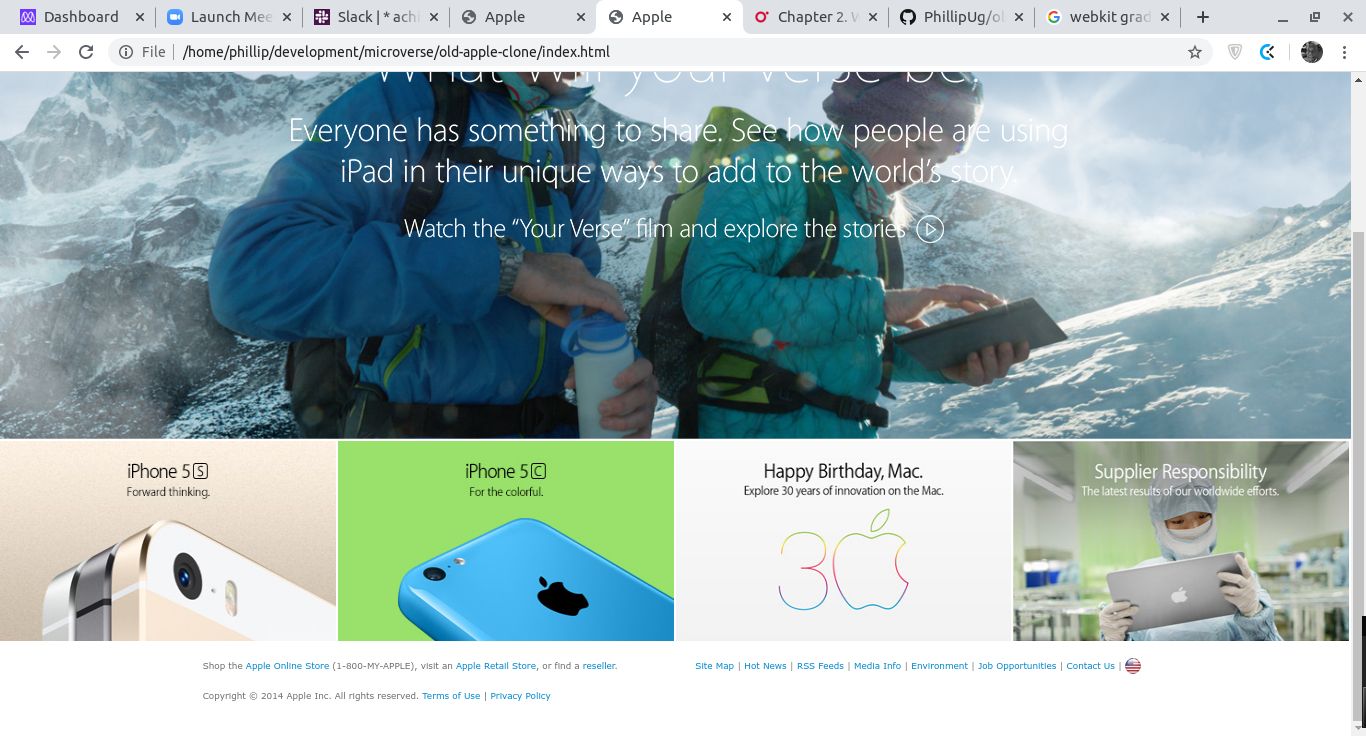 Dashboard
Launch Mee
Slack | * achi
Apple
Apple
Chapter 2. W
PhillipUg/ol
webkit grad
File
/home/phillip/development/microverse/old-apple-clone/index.html
What will your verse be?
Everyone has something to share. See how people are using
iPad in their unique ways to add to the world's story.
Watch the “Your Verse” film and explore the stories
iPhone 5S
Forward thinking.
iPhone 5C
For the colorful.
Happy Birthday, Mac.
Explore 30 years of innovation on the Mac.
30
Supplier Responsibility
The latest results of our worldwide efforts.
Shop the Apple Online Store (1-800-MY-APPLE), visit an Apple Retail Store, or find a reseller.
Site Map | Hot News | RSS Feeds | Media Info | Environment | Job Opportunities | Contact Us |
Copyright © 2014 Apple Inc. All rights reserved. Terms of Use | Privacy Policy